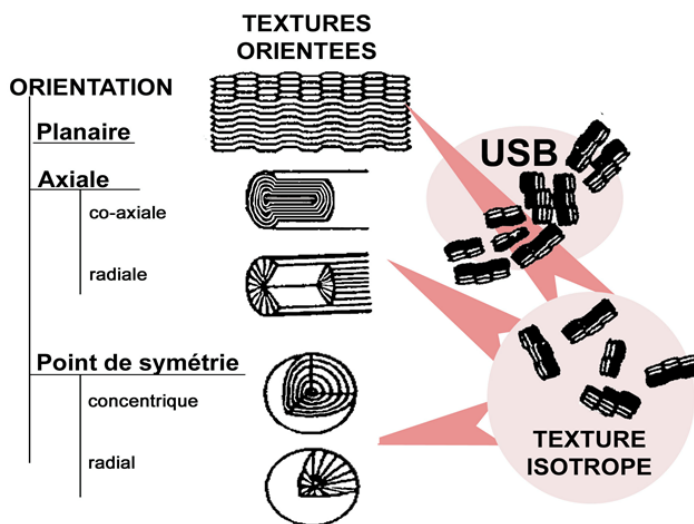 TEXTURES
ORIENTEES
ORIENTATION
Planaire
Axiale
co-axiale
radiale
Point de symétrie
concentrique
radial
USB
TEXTURE
ISOTROPE